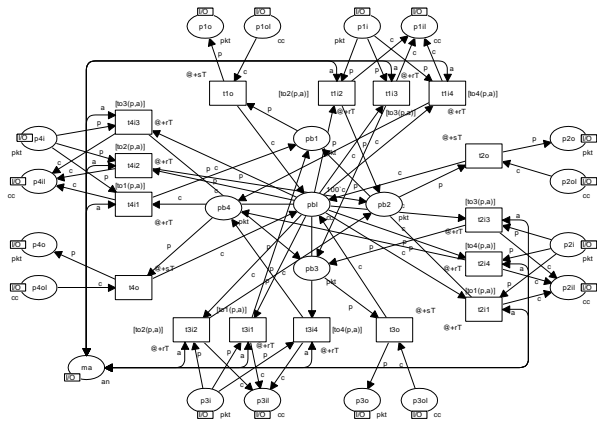 I/O I/O I/O I/O
p1o p1ol p1i p1il
pkt cc pkt cc
p c p c c c
@+sT a @+rT a a
[to3(p,a)] t1o [to2(p,a)] t1i2 t1i3 t1i4 [to4(p,a)]
a [to3(p,a)] @+rT
I/O p4i p t4i3 @+rT p pb1 @+sT p p2o I/O
pkt [to2(p,a)] t2o pkt
c p t4i2 @+rT c
I/O p4il [to1(p,a)] 100`c p2ol I/O
cc t4i1 pb4 pbl pb2 t2i3 [to3(p,a)] cc
@+rT pkt c pkt @+rT
I/O p4o p [to4(p,a)] p2i I/O
pkt @+sT pb3 t2i4 pkt
I/O p4ol c t4o pkt [to1(p,a)] @+rT p2il I/O
cc [to1(p,a)] @+sT t2i1 cc
[to2(p,a)] t3i2 t3i1 t3i4 [to4(p,a)] t3o @+rT
@+rT @+rT @+rT
ma a a a
I/O an p p p c c p c
p3i p3il p3o p3ol
I/O pkt I/O cc I/O pkt I/O cc